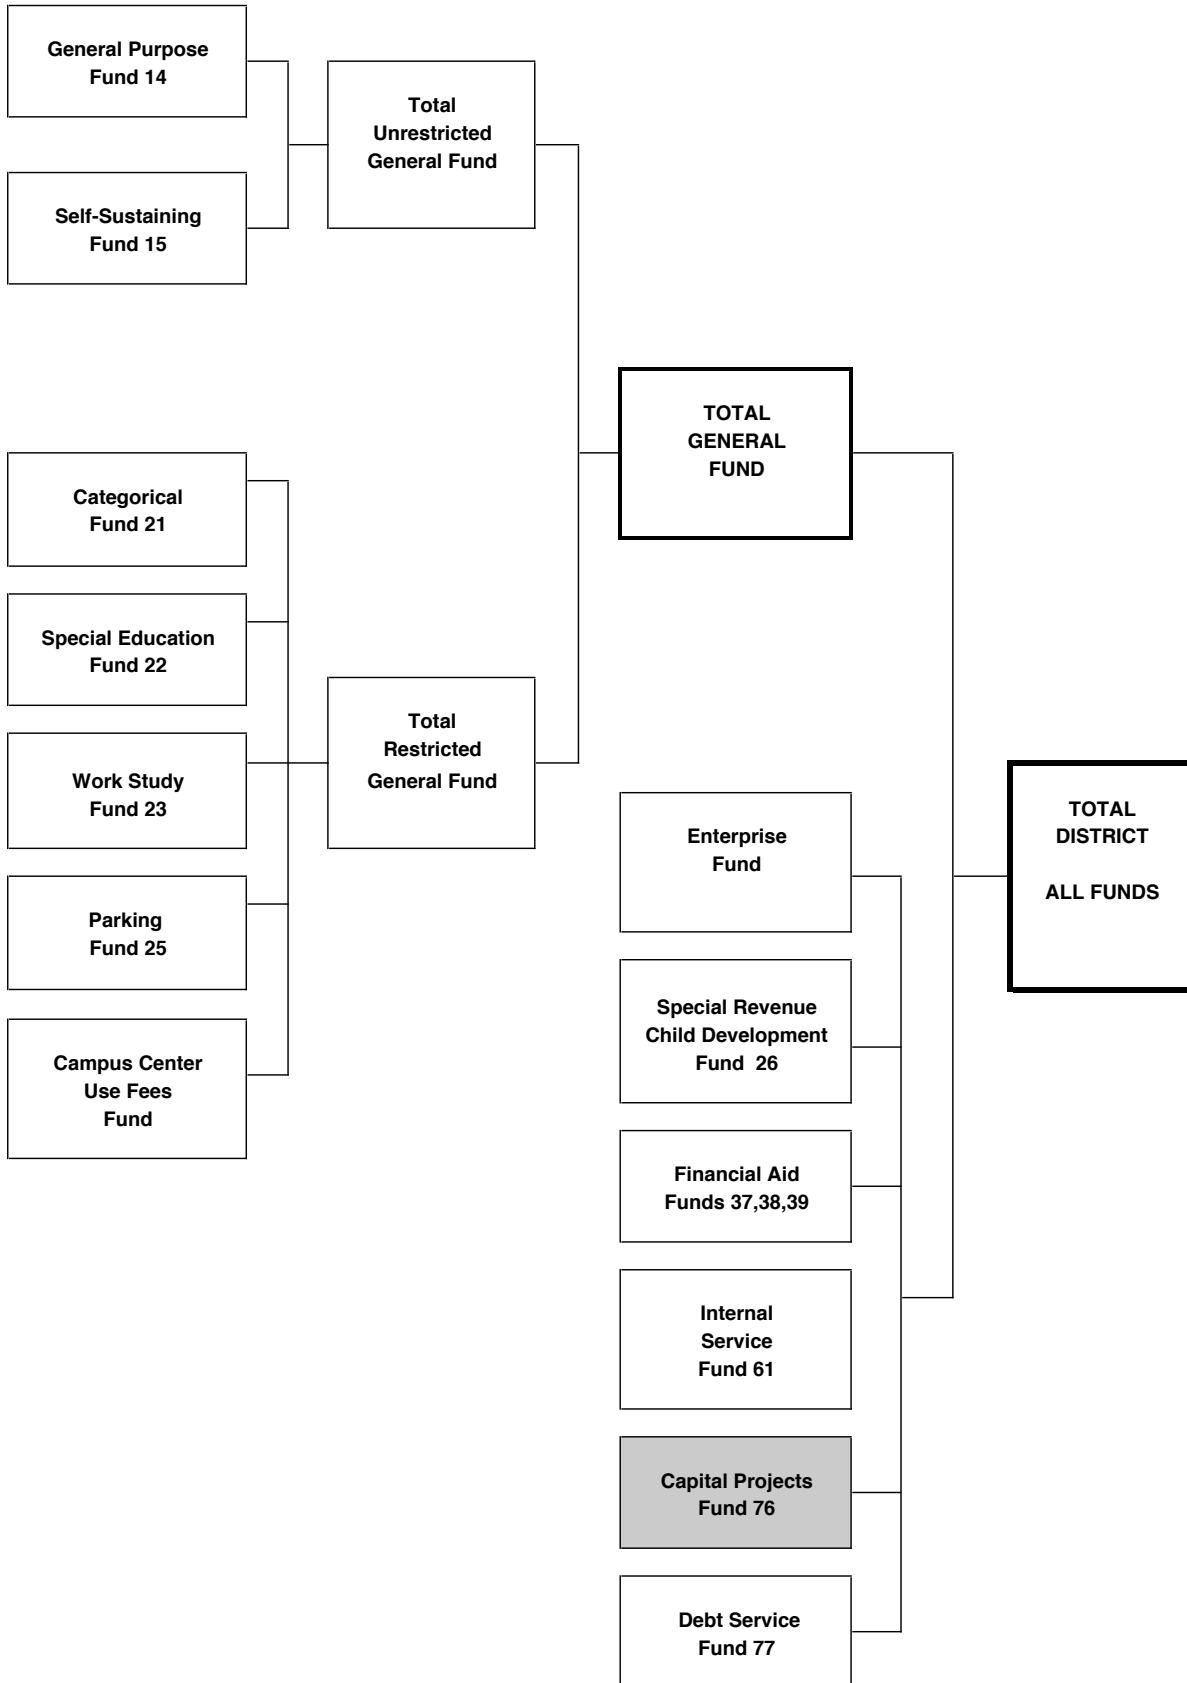 General Purpose
Fund 14
Total
Unrestricted
General Fund
Self-Sustaining
Fund 15
TOTAL
GENERAL
FUND
Categorical
Fund 21
Special Education
Fund 22
Total
Restricted
General Fund
Work Study
Fund 23
TOTAL
DISTRICT
ALL FUNDS
Enterprise
Fund
Parking
Fund 25
Special Revenue
Child Development
Fund  26
Campus Center
Use Fees
Fund
Financial Aid
Funds 37,38,39
Internal
Service
Fund 61
Capital Projects
Fund 76
Debt Service
Fund 77